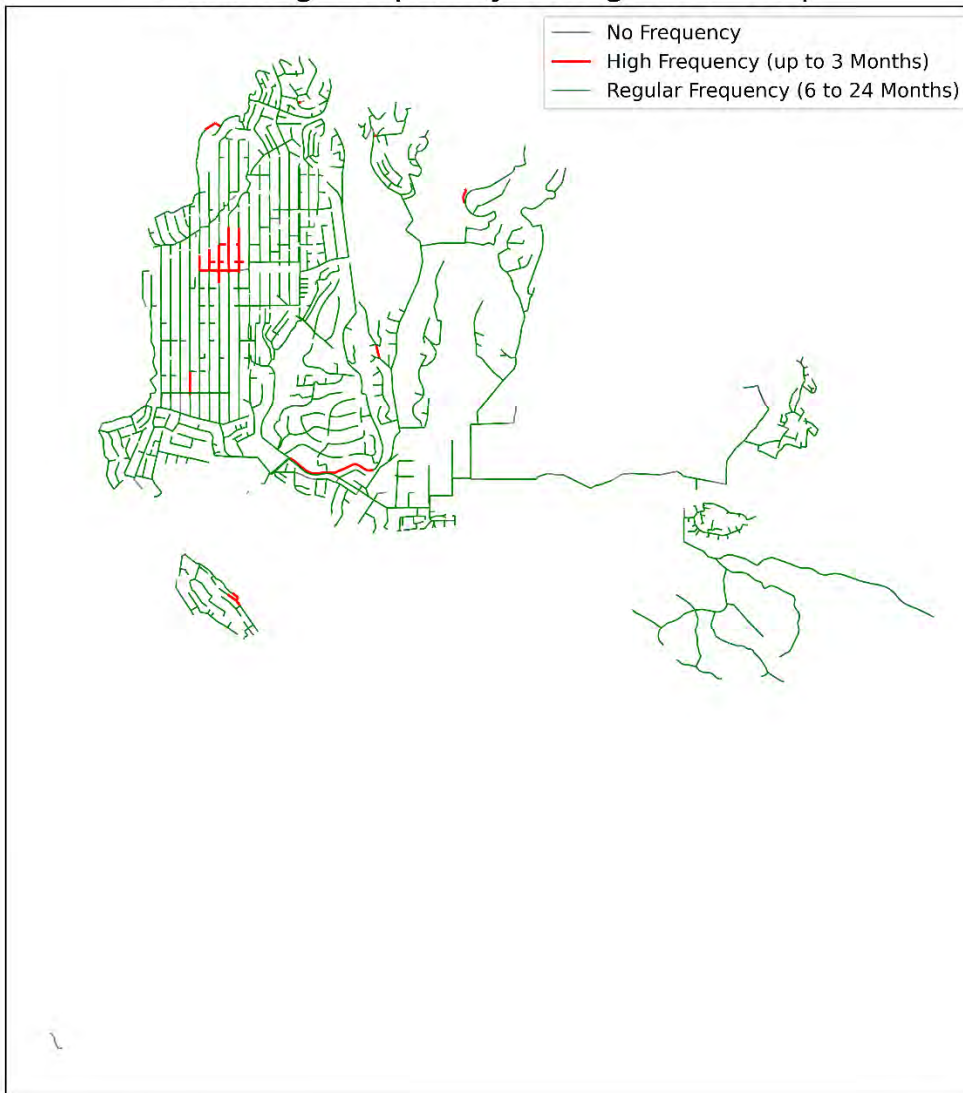 No Frequency
High Frequency (up to 3 Months)
Regular Frequency (6 to 24 Months)